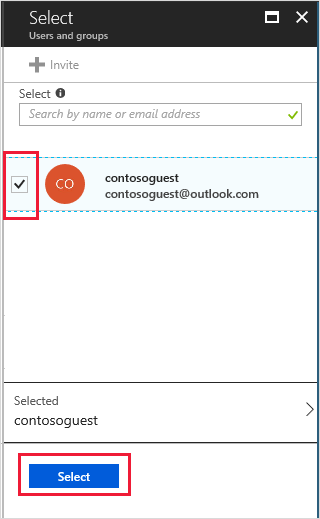 Select
Users and groups
Invite
Select
Search by name or email address
CO
contosoguest
contosoguest@outlook.com
Selected
contosoguest
Select